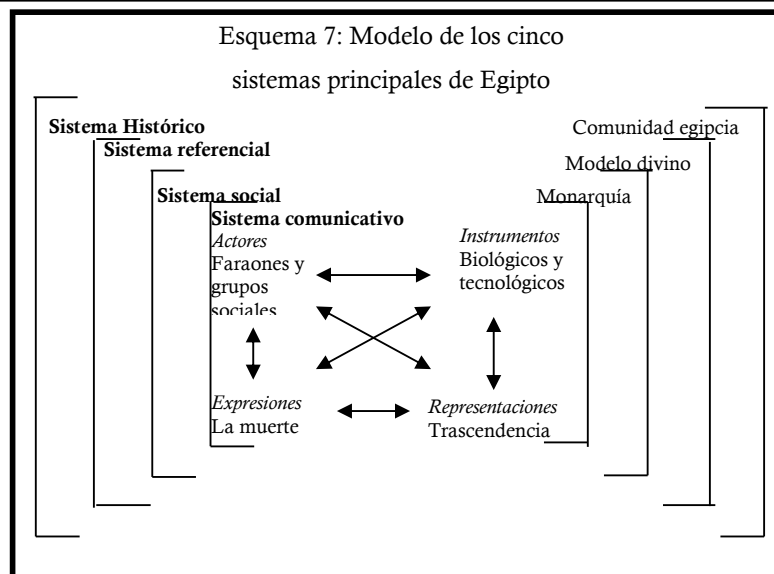 Esquema 7: Modelo de los cinco
sistemas principales de Egipto
Sistema Histórico
Comunidad egipcia
Sistema referencial
Modelo divino
Sistema social
Monarquía
Sistema comunicativo
Actores
Faraones y
grupos
sociales
Instrumentos
Biológicos y
tecnológicos
Expresiones
La muerte
Representaciones
Trascendencia